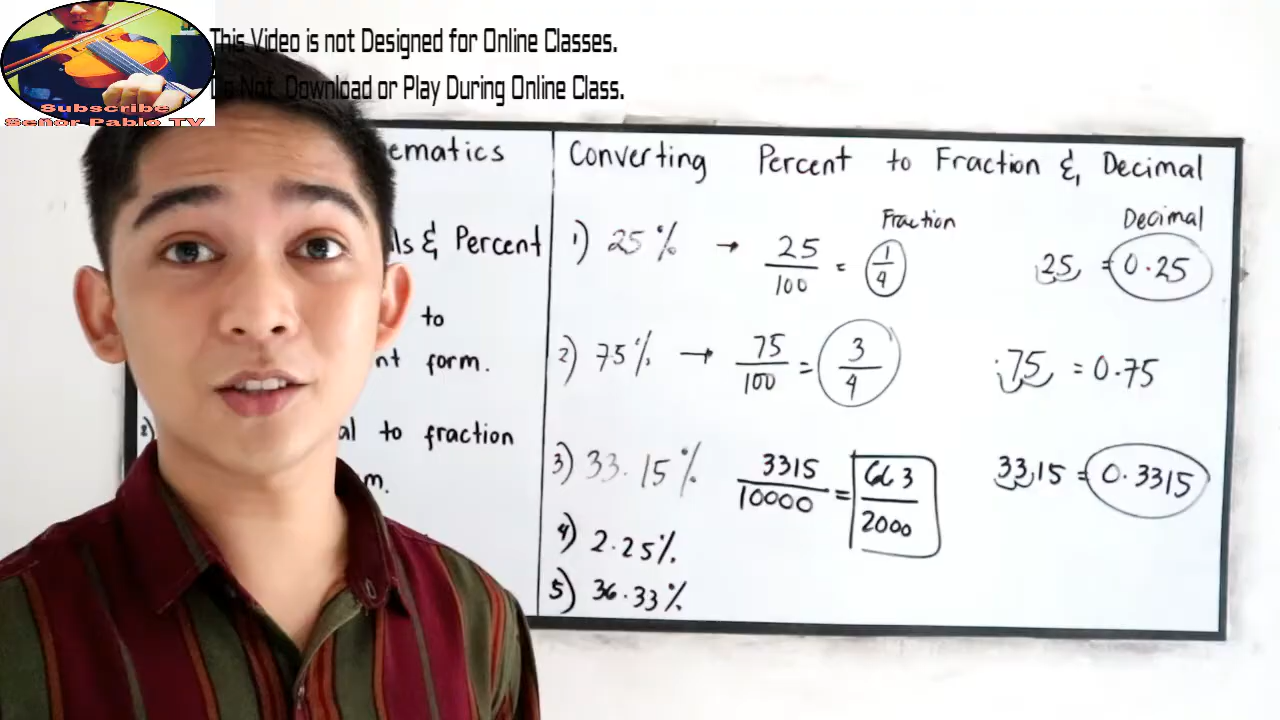 This Video is not Designed for Online Classes.
Do Not Download or Play During Online Class.
Subscribe
Señor Pablo TV
ematics
ls & Percent
to
nt form.
2)
al to fraction
m.
Converting Percent to Fraction & Decimal
Fraction
Decimal
1) 25% → 25/100 = 1/4
25 = 0.25
2) 75% → 75/100 = 3/4
.75 = 0.75
3) 33.15% 3315/10000 = 663/2000
33.15 = 0.3315
4) 2.25%
5) 36.33%